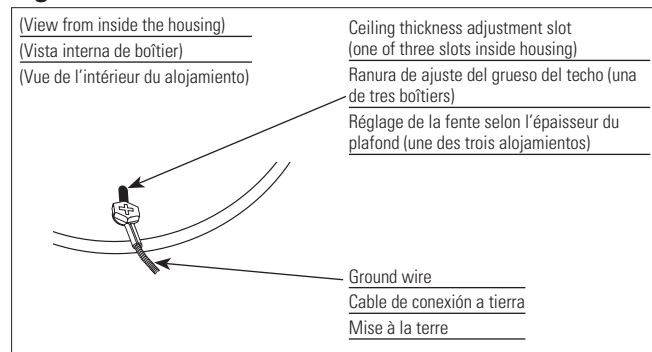 (View from inside the housing)
(Vista interna de boîtier)
(Vue de l'intérieur du alojamiento)
Ceiling thickness adjustment slot
(one of three slots inside housing)
Ranura de ajuste del grueso del techo (una
de tres boîtiers)
Réglage de la fente selon l'épaisseur du
plafond (une des trois alojamientos)
Ground wire
Cable de conexión a tierra
Mise à la terre